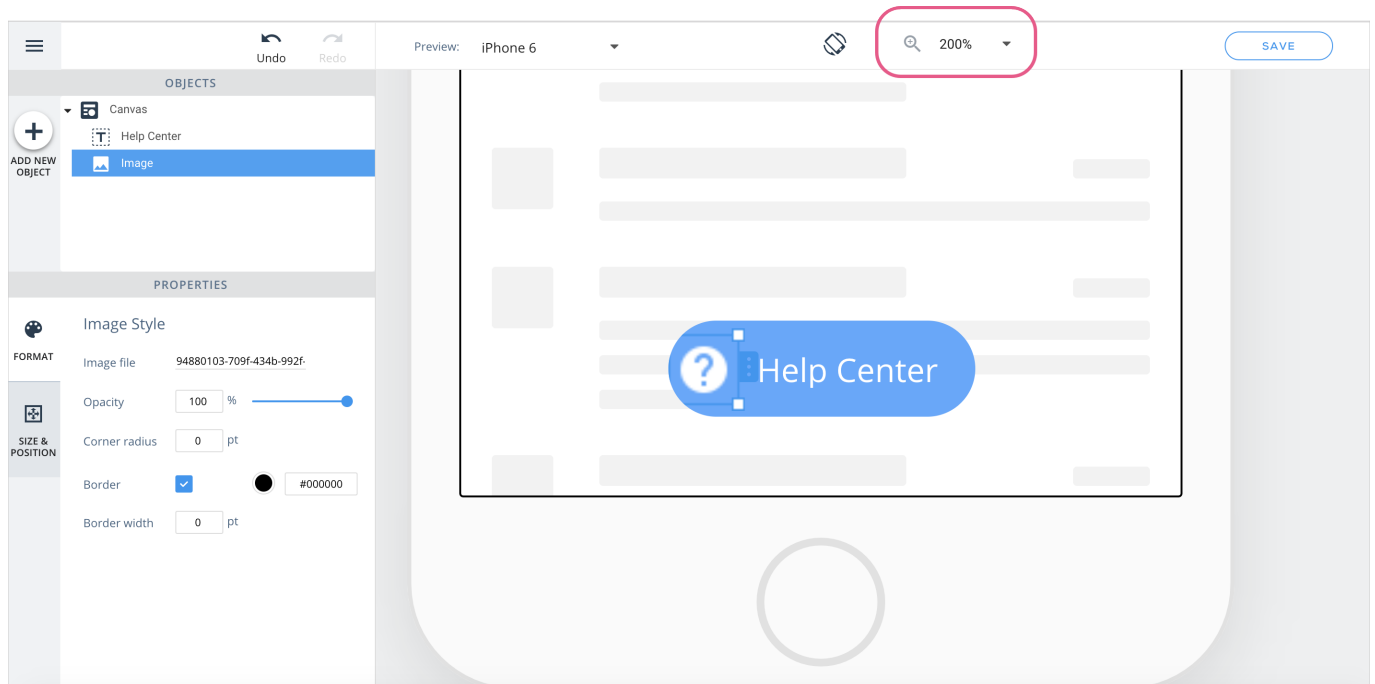 Undo
Redo
Preview:
iPhone 6
200%
SAVE
OBJECTS
ADD NEW
OBJECT
Canvas
T Help Center
Image
PROPERTIES
FORMAT
SIZE &
POSITION
Image Style
Image file 94880103-709f-434b-992f-
Opacity 100 %
Corner radius 0 pt
Border #000000
Border width 0 pt
? Help Center